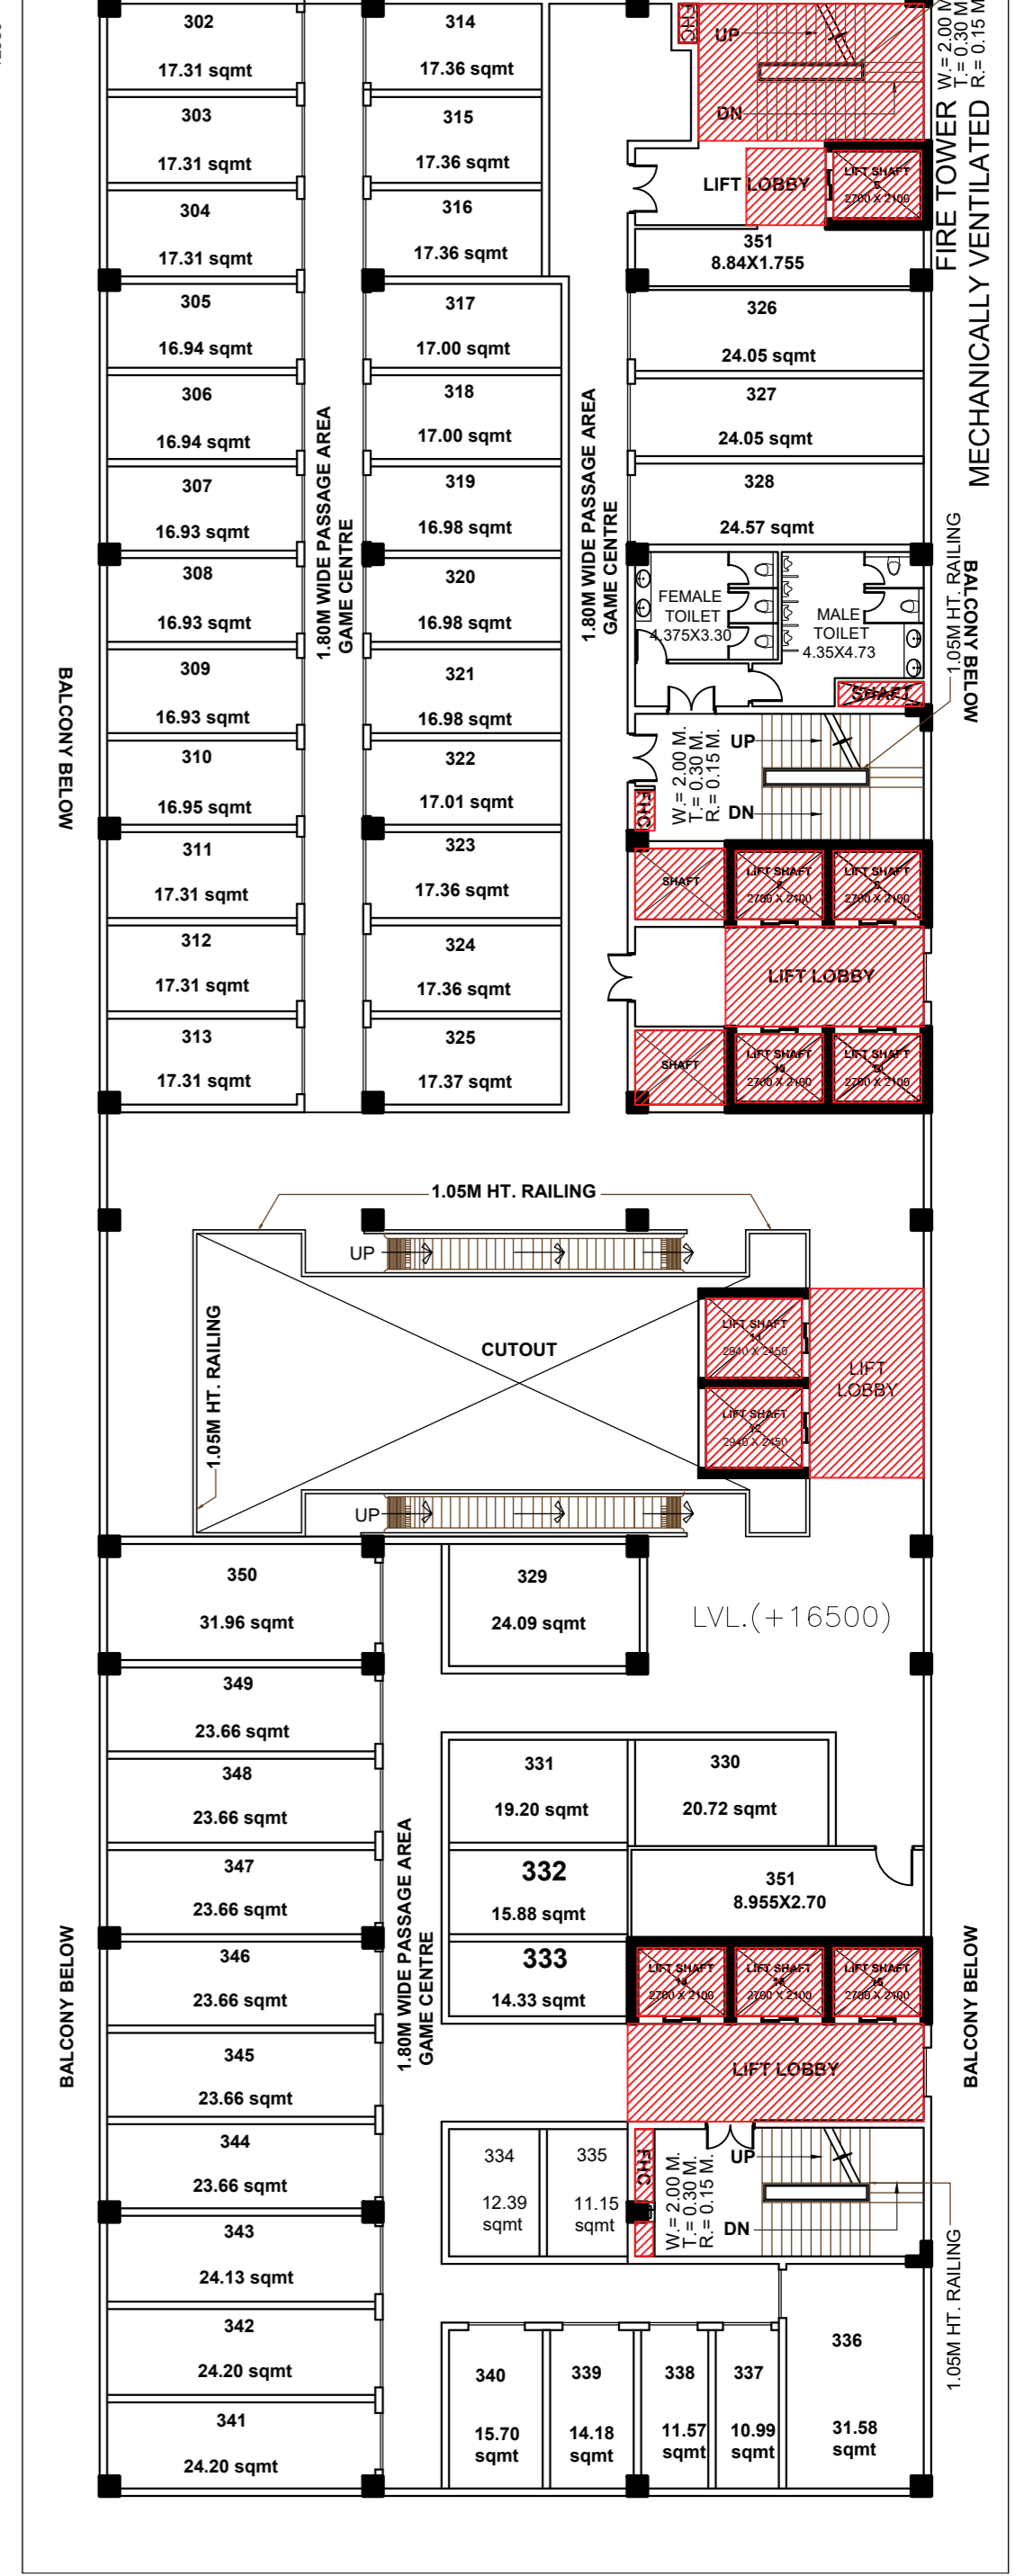 302
17.31 sqmt
303
17.31 sqmt
304
17.31 sqmt
305
16.94 sqmt
306
16.94 sqmt
307
16.93 sqmt
308
16.93 sqmt
309
16.93 sqmt
310
16.95 sqmt
311
17.31 sqmt
312
17.31 sqmt
313
17.31 sqmt
BALCONY BELOW
1.80M WIDE PASSAGE AREA
GAME CENTRE
314
17.36 sqmt
315
17.36 sqmt
316
17.36 sqmt
317
17.00 sqmt
318
17.00 sqmt
319
16.98 sqmt
320
16.98 sqmt
321
16.98 sqmt
322
17.01 sqmt
323
17.36 sqmt
324
17.36 sqmt
325
17.37 sqmt
1.80M WIDE PASSAGE AREA
GAME CENTRE
FHC
UP
DN
W.= 2.00 M
T.= 0.30 M
R.= 0.15 M
FIRE TOWER
MECHANICALLY VENTILATED
LIFT LOBBY
LIFT SHAFT
2700 X 2100
351
8.84X1.755
326
24.05 sqmt
327
24.05 sqmt
328
24.57 sqmt
FEMALE
TOILET
4.375X3.30
MALE
TOILET
4.35X4.73
SHAFT
1.05M HT. RAILING
BALCONY BELOW
W.= 2.00 M.
T.= 0.30 M.
R.= 0.15 M.
UP
DN
FHC
SHAFT
LIFT SHAFT
2700 X 2100
LIFT SHAFT
2700 X 2100
LIFT LOBBY
SHAFT
LIFT SHAFT
2700 X 2100
LIFT SHAFT
2700 X 2100
1.05M HT. RAILING
UP
1.05M HT. RAILING
CUTOUT
LIFT SHAFT
11
2940 X 2450
LIFT SHAFT
12
2940 X 2450
LIFT
LOBBY
UP
350
31.96 sqmt
349
23.66 sqmt
348
23.66 sqmt
347
23.66 sqmt
346
23.66 sqmt
345
23.66 sqmt
344
23.66 sqmt
343
24.13 sqmt
342
24.20 sqmt
341
24.20 sqmt
BALCONY BELOW
1.80M WIDE PASSAGE AREA
GAME CENTRE
329
24.09 sqmt
LVL.(+16500)
331
19.20 sqmt
330
20.72 sqmt
332
15.88 sqmt
351
8.955X2.70
333
14.33 sqmt
LIFT SHAFT
2700 X 2100
LIFT SHAFT
2700 X 2100
LIFT SHAFT
2700 X 2100
BALCONY BELOW
LIFT LOBBY
334
12.39
sqmt
335
11.15
sqmt
FHC
W.= 2.00 M.
T.= 0.30 M.
R.= 0.15 M.
UP
DN
1.05M HT. RAILING
340
15.70
sqmt
339
14.18
sqmt
338
11.57
sqmt
337
10.99
sqmt
336
31.58
sqmt